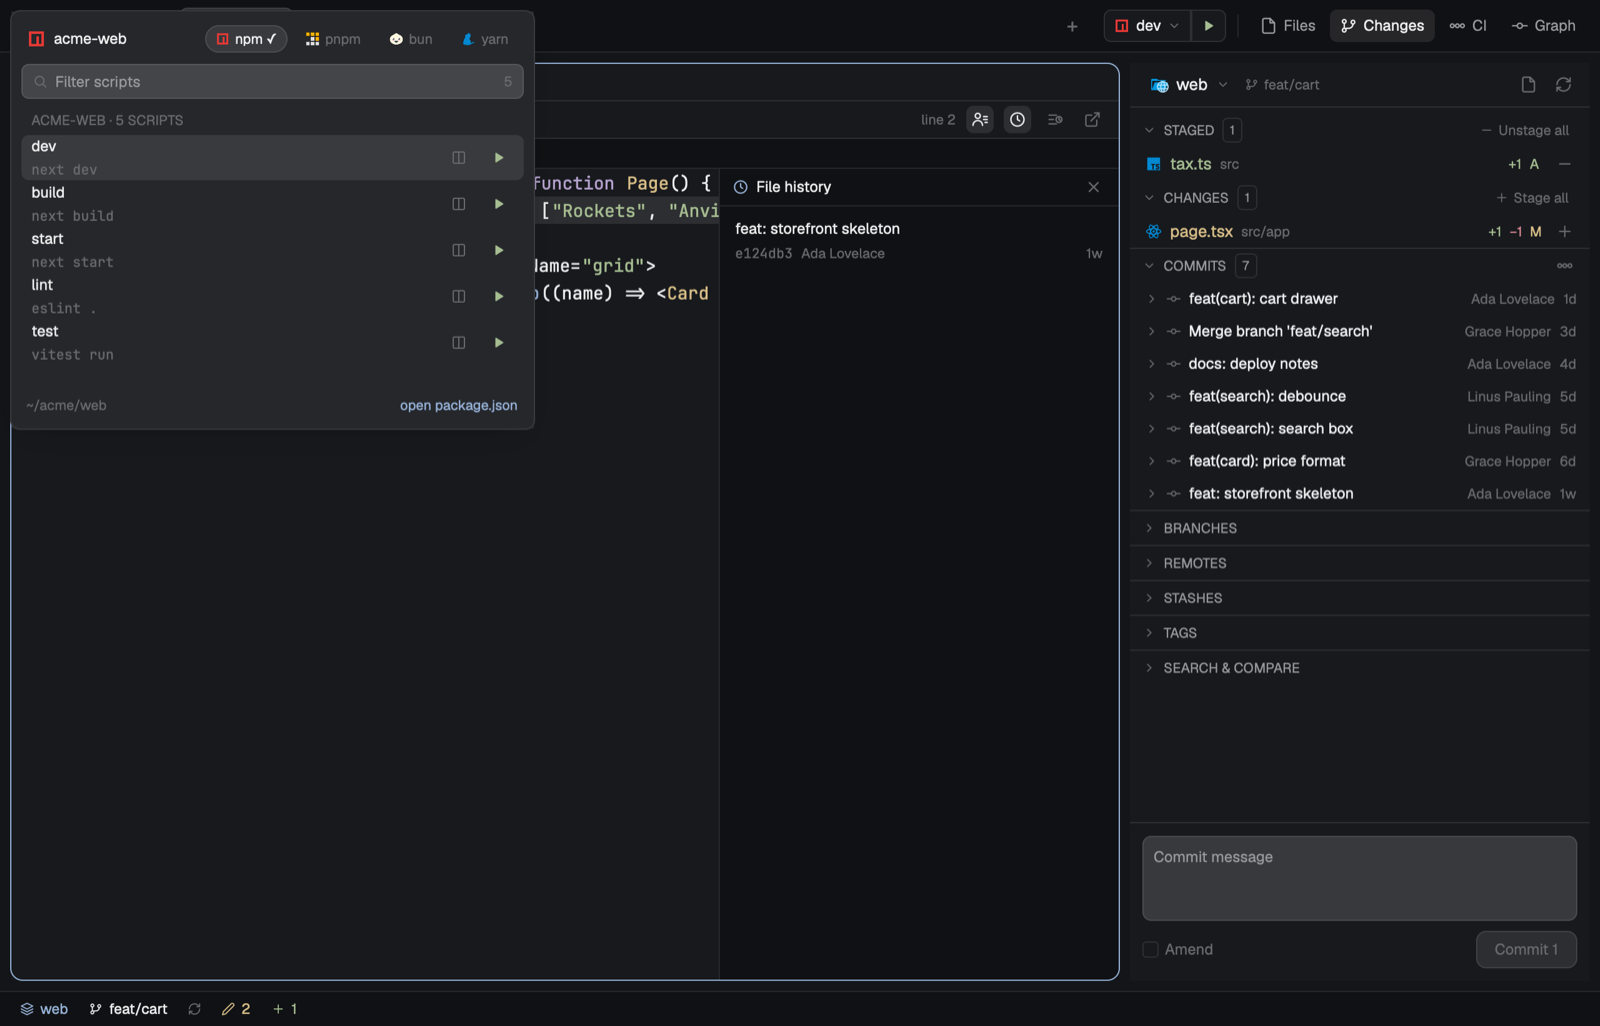 acme-web
npm ✓
pnpm
bun
yarn
Filter scripts
5
ACME-WEB · 5 SCRIPTS
dev
next dev
build
next build
start
next start
lint
eslint .
test
vitest run
~/acme/web
open package.json
dev
Files
Changes
CI
Graph
line 2
function Page() {
["Rockets", "Anvi
Name="grid">
((name) => <Card
File history
feat: storefront skeleton
e124db3 Ada Lovelace 1w
web
feat/cart
STAGED 1
— Unstage all
tax.ts src
+1 A —
CHANGES 1
+ Stage all
page.tsx src/app
+1 −1 M +
COMMITS 7
feat(cart): cart drawer Ada Lovelace 1d
Merge branch 'feat/search' Grace Hopper 3d
docs: deploy notes Ada Lovelace 4d
feat(search): debounce Linus Pauling 5d
feat(search): search box Linus Pauling 5d
feat(card): price format Grace Hopper 6d
feat: storefront skeleton Ada Lovelace 1w
BRANCHES
REMOTES
STASHES
TAGS
SEARCH & COMPARE
Commit message
Amend
Commit 1
web
feat/cart
2
+ 1